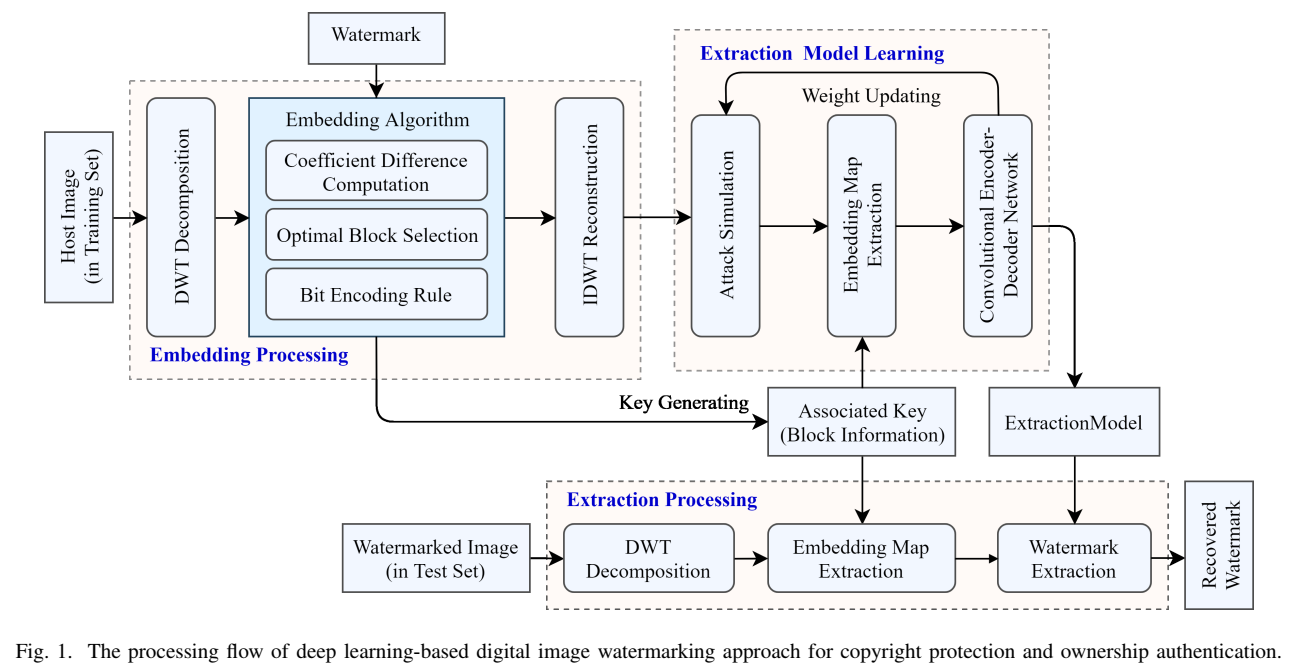 Watermark
Extraction  Model Learning
Weight Updating
Host Image
(in Training Set)
DWT Decomposition
Embedding Algorithm
Coefficient Difference
Computation
Optimal Block Selection
Bit Encoding Rule
IDWT Reconstruction
Embedding Processing
Attack Simulation
Embedding Map
Extraction
Convolutional Encoder-
Decoder Network
Key Generating
Associated Key
(Block Information)
ExtractionModel
Extraction Processing
Watermarked Image
(in Test Set)
DWT
Decomposition
Embedding Map
Extraction
Watermark
Extraction
Recovered
Watermark
Fig. 1. The processing flow of deep learning-based digital image watermarking approach for copyright protection and ownership authentication.